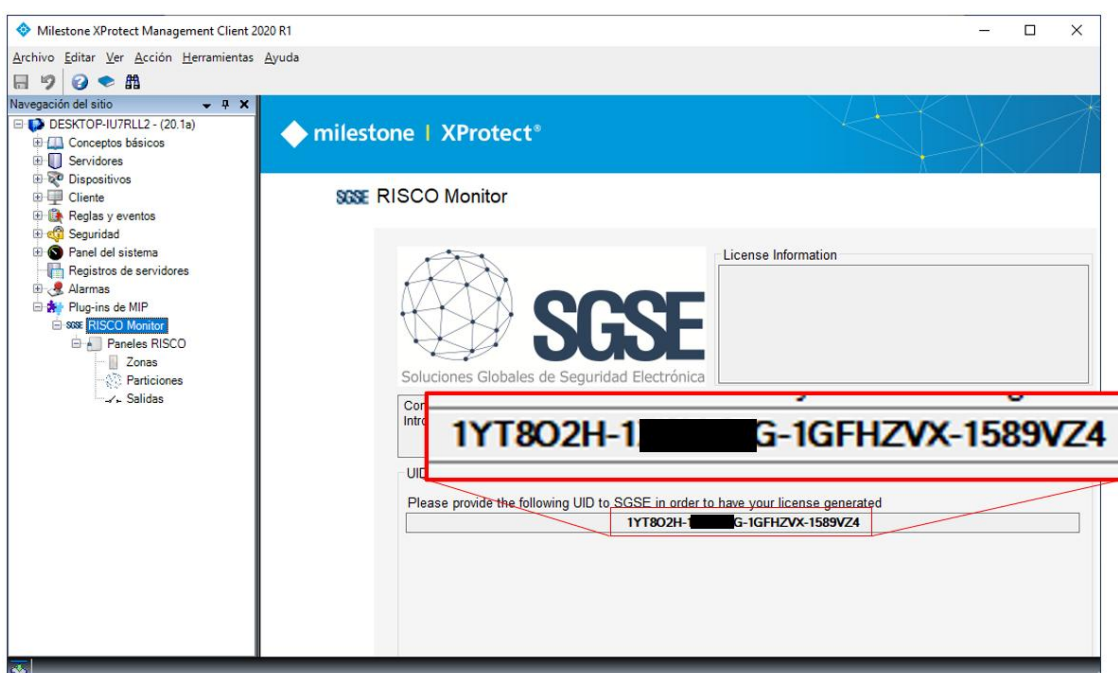 Milestone XProtect Management Client 2020 R1
Archivo Editar Ver Acción Herramientas Ayuda
Navegación del sitio
DESKTOP-IU7RLL2 - (20.1a)
Conceptos básicos
Servidores
Dispositivos
Cliente
Reglas y eventos
Seguridad
Panel del sistema
Registros de servidores
Alarmas
Plug-ins de MIP
SGSE RISCO Monitor
Paneles RISCO
Zonas
Particiones
Salidas
milestone | XProtect®
SGSE RISCO Monitor
SGSE
Soluciones Globales de Seguridad Electrónica
License Information
1YT8O2H-1 G-1GFHZVX-1589VZ4
UID
Please provide the following UID to SGSE in order to have your license generated
1YT8O2H-1 G-1GFHZVX-1589VZ4